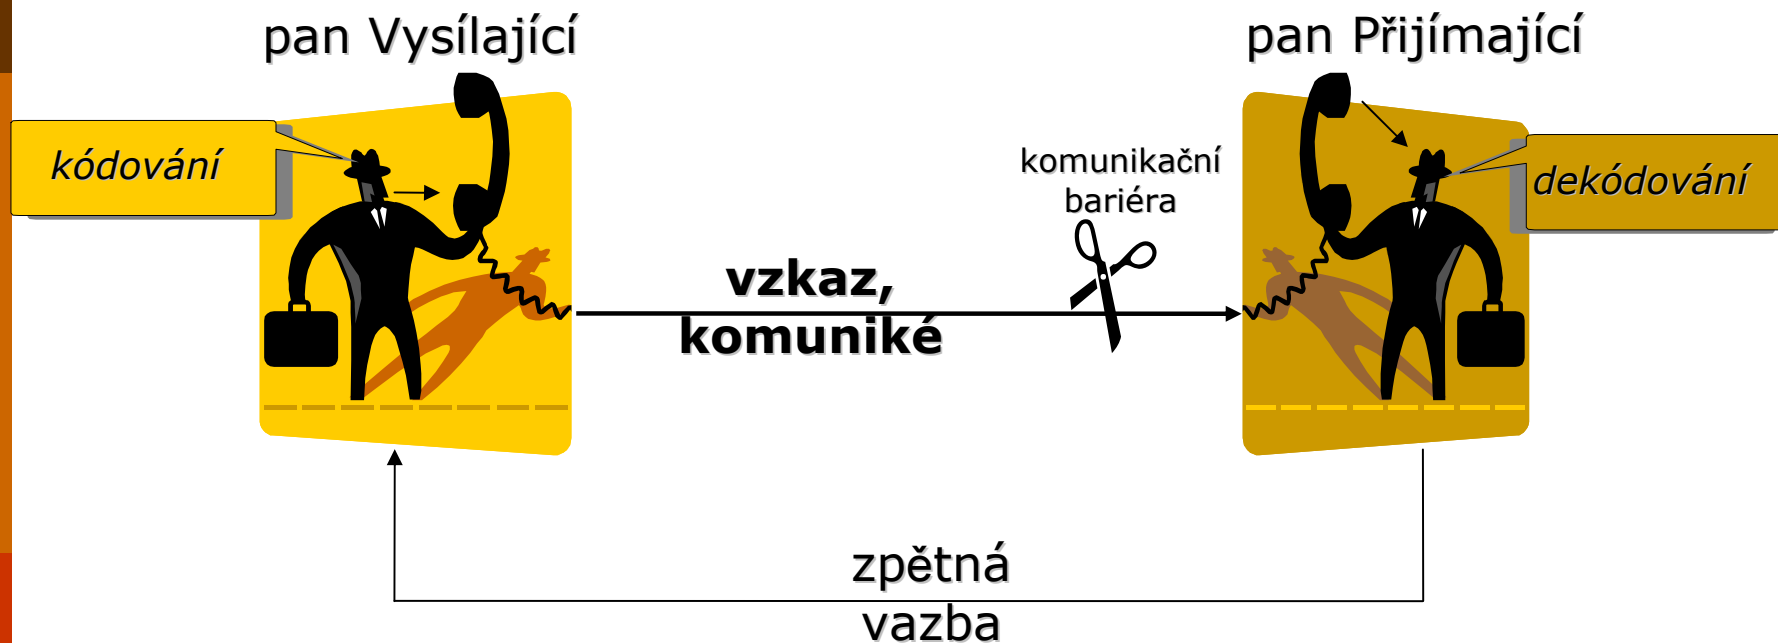 pan Vysílající
pan Přijímající
kódování
komunikační
bariéra
dekódování
vzkaz,
komuniké
zpětná
vazba